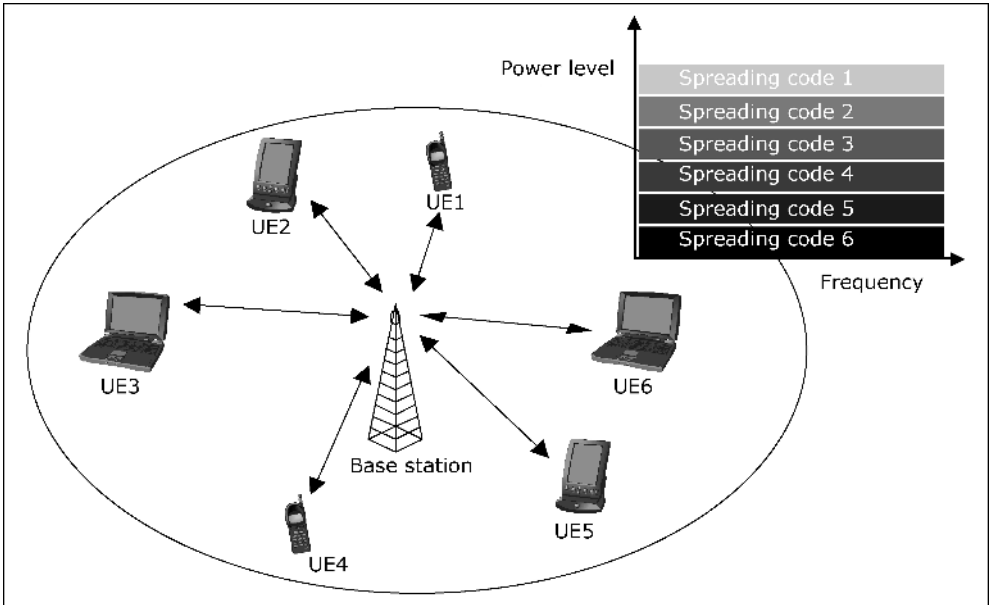 Power level
Spreading code 1
Spreading code 2
Spreading code 3
Spreading code 4
Spreading code 5
Spreading code 6
Frequency
UE1
UE2
UE3
UE6
Base station
UE5
UE4